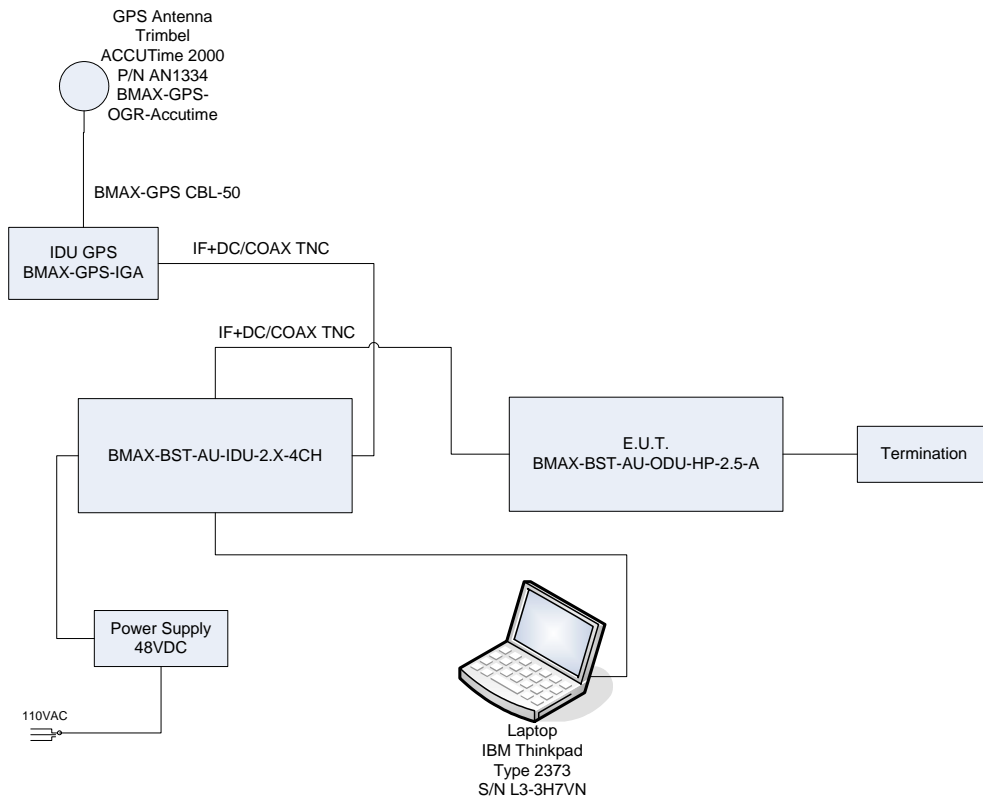 GPS Antenna
Trimbel
ACCUTime 2000
P/N AN1334
BMAX-GPS-
OGR-Accutime
BMAX-GPS CBL-50
IDU GPS
BMAX-GPS-IGA
IF+DC/COAX TNC
IF+DC/COAX TNC
BMAX-BST-AU-IDU-2.X-4CH
E.U.T.
BMAX-BST-AU-ODU-HP-2.5-A
Termination
Power Supply
48VDC
110VAC
Laptop
IBM Thinkpad
Type 2373
S/N L3-3H7VN